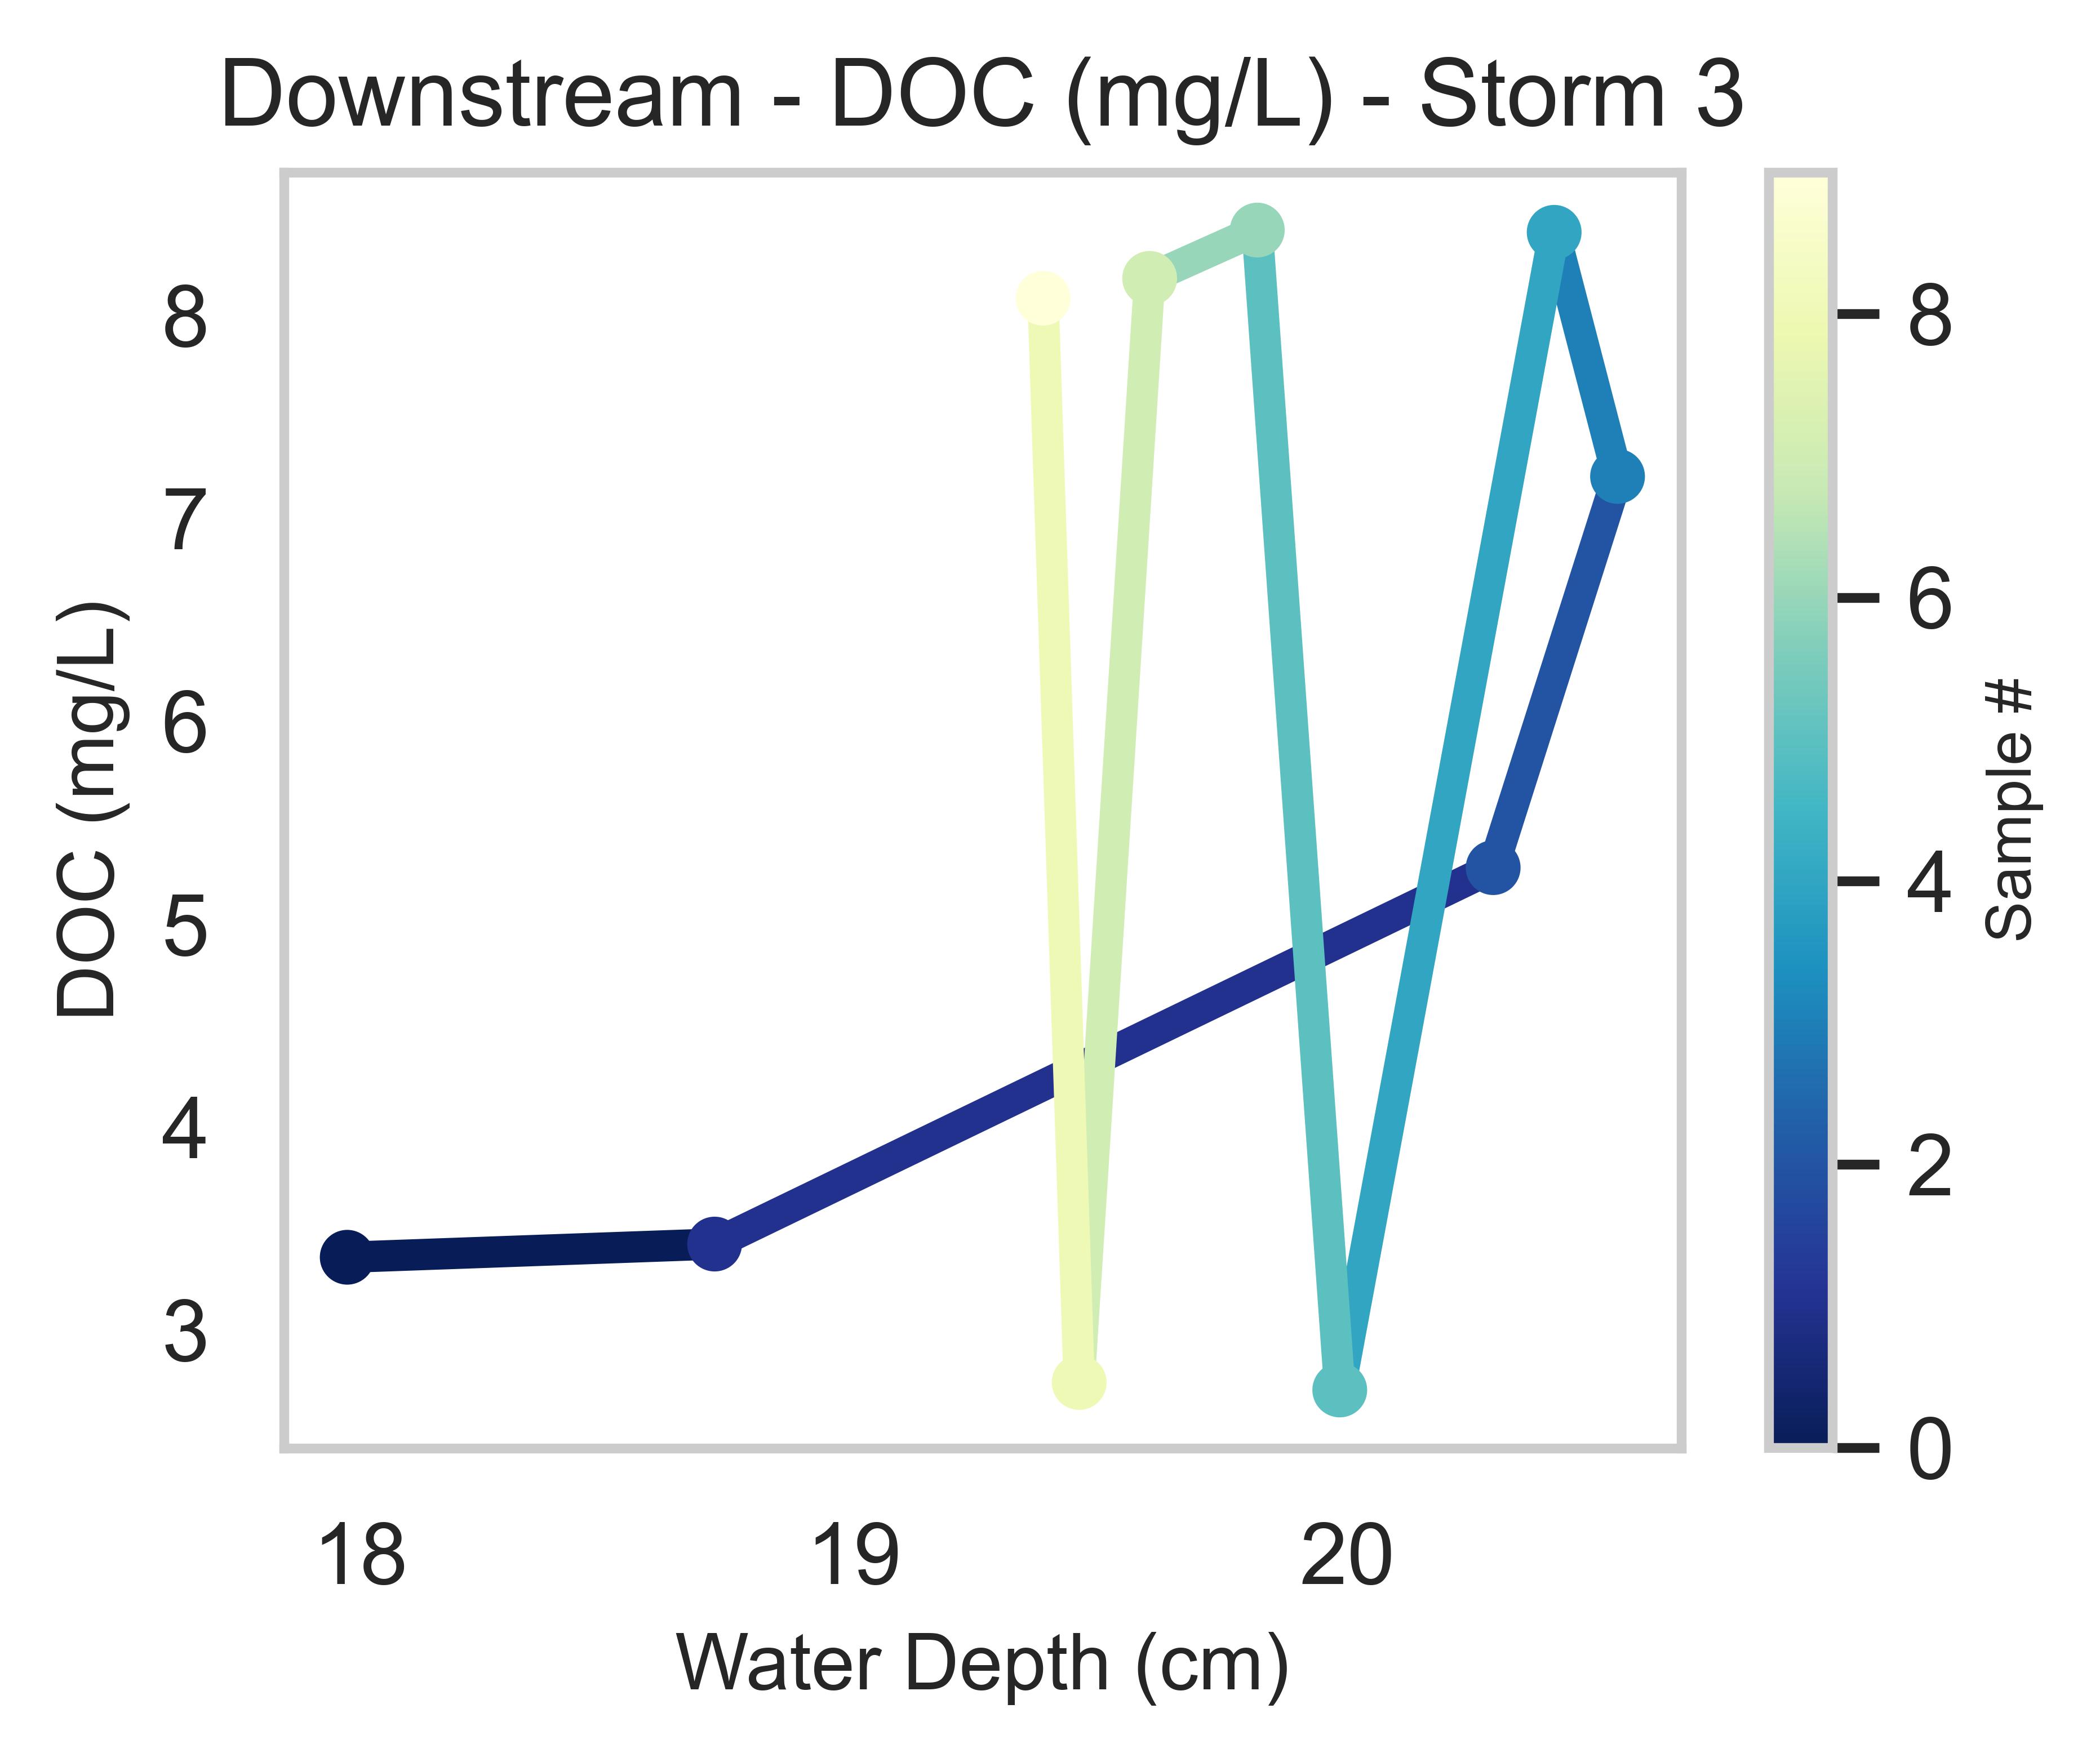 Downstream - DOC (mg/L) - Storm 3
DOC (mg/L)
8
7
6
5
4
3
18 19 20
Water Depth (cm)
8
6
4
2
0
Sample #